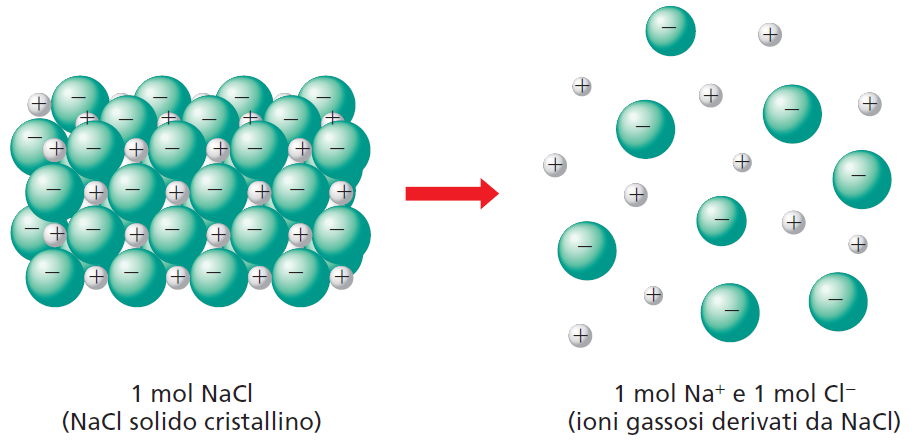 1 mol NaCl
(NaCl solido cristallino)
1 mol Na⁺ e 1 mol Cl⁻
(ioni gassosi derivati da NaCl)